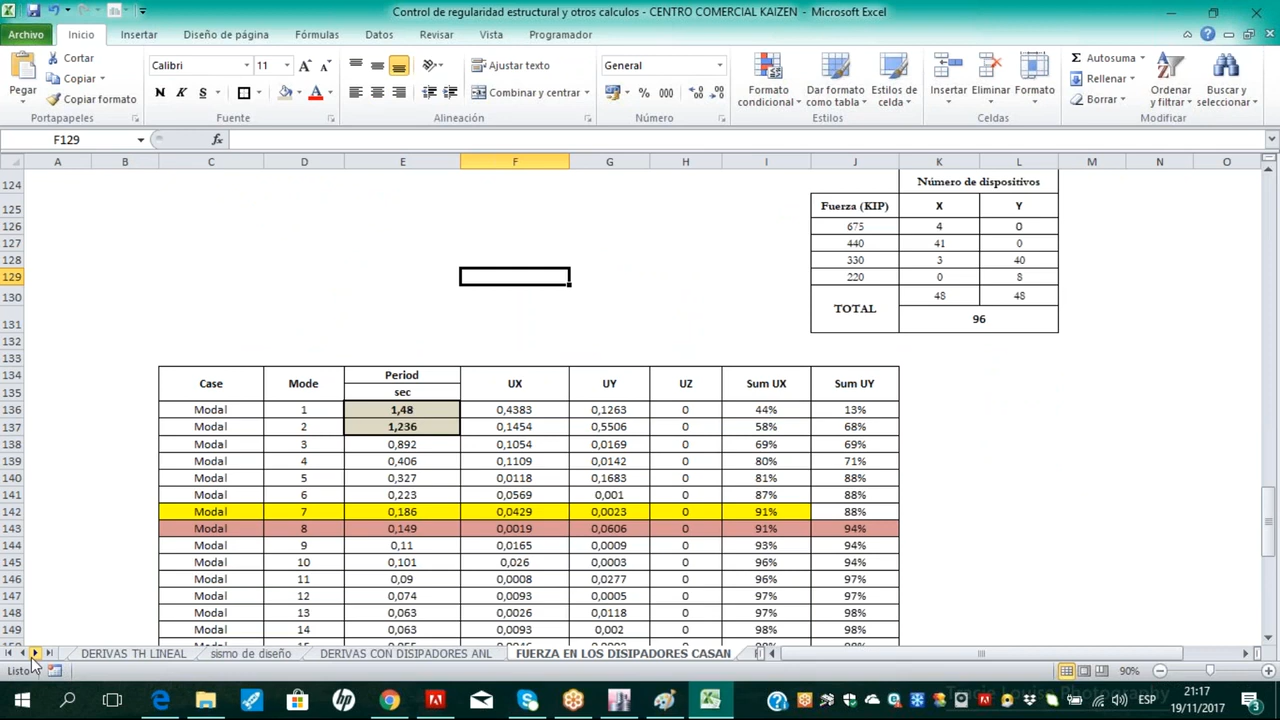 Control de regularidad estructural y otros calculos - CENTRO COMERCIAL KAIZEN - Microsoft Excel
Archivo Inicio Insertar Diseño de página Fórmulas Datos Revisar Vista Programador
Pegar
Cortar
Copiar
Copiar formato
Portapapeles
Calibri 11
N K S
Fuente
Ajustar texto
Combinar y centrar
Alineación
General
% 000
Número
Formato condicional
Dar formato como tabla
Estilos de celda
Estilos
Insertar Eliminar Formato
Celdas
Autosuma
Rellenar
Borrar
Ordenar y filtrar
Buscar y seleccionar
Modificar
F129 fx
A B C D E F G H I J K L M N O
124 Número de dispositivos
125 Fuerza (KIP) X Y
126 675 4 0
127 440 41 0
128 330 3 40
129 220 0 8
130 48 48
TOTAL
131 96
132
133
134 Case Mode Period UX UY UZ Sum UX Sum UY
135 sec
136 Modal 1 1,48 0,4383 0,1263 0 44% 13%
137 Modal 2 1,236 0,1454 0,5506 0 58% 68%
138 Modal 3 0,892 0,1054 0,0169 0 69% 69%
139 Modal 4 0,406 0,1109 0,0142 0 80% 71%
140 Modal 5 0,327 0,0118 0,1683 0 81% 88%
141 Modal 6 0,223 0,0569 0,001 0 87% 88%
142 Modal 7 0,186 0,0429 0,0023 0 91% 88%
143 Modal 8 0,149 0,0019 0,0606 0 91% 94%
144 Modal 9 0,11 0,0165 0,0009 0 93% 94%
145 Modal 10 0,101 0,026 0,0003 0 96% 94%
146 Modal 11 0,09 0,0008 0,0277 0 96% 97%
147 Modal 12 0,074 0,0093 0,0005 0 97% 97%
148 Modal 13 0,063 0,0026 0,0118 0 97% 98%
149 Modal 14 0,063 0,0093 0,002 0 98% 98%
DERIVAS TH LINEAL sismo de diseño DERIVAS CON DISIPADORES ANL FUERZA EN LOS DISIPADORES CASAN
Listo 90%
ESP
21:17
19/11/2017